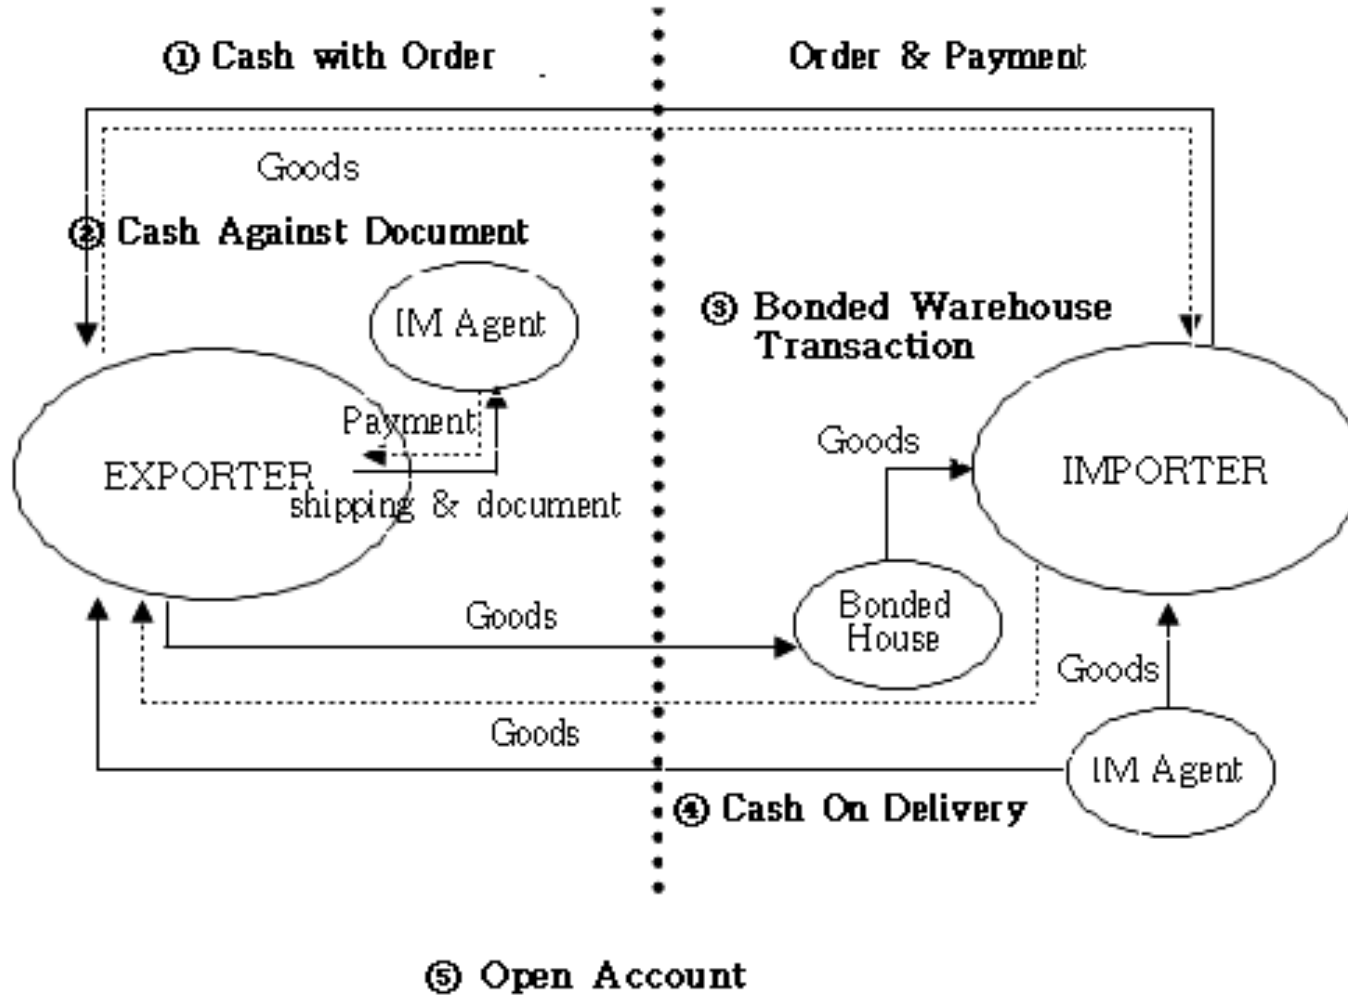 ① Cash with Order
Order & Payment
Goods
② Cash Against Document
IM Agent
③ Bonded Warehouse
Transaction
Payment
Goods
EXPORTER
IMPORTER
shipping & document
Bonded
House
Goods
Goods
Goods
IM Agent
④ Cash On Delivery
⑤ Open Account